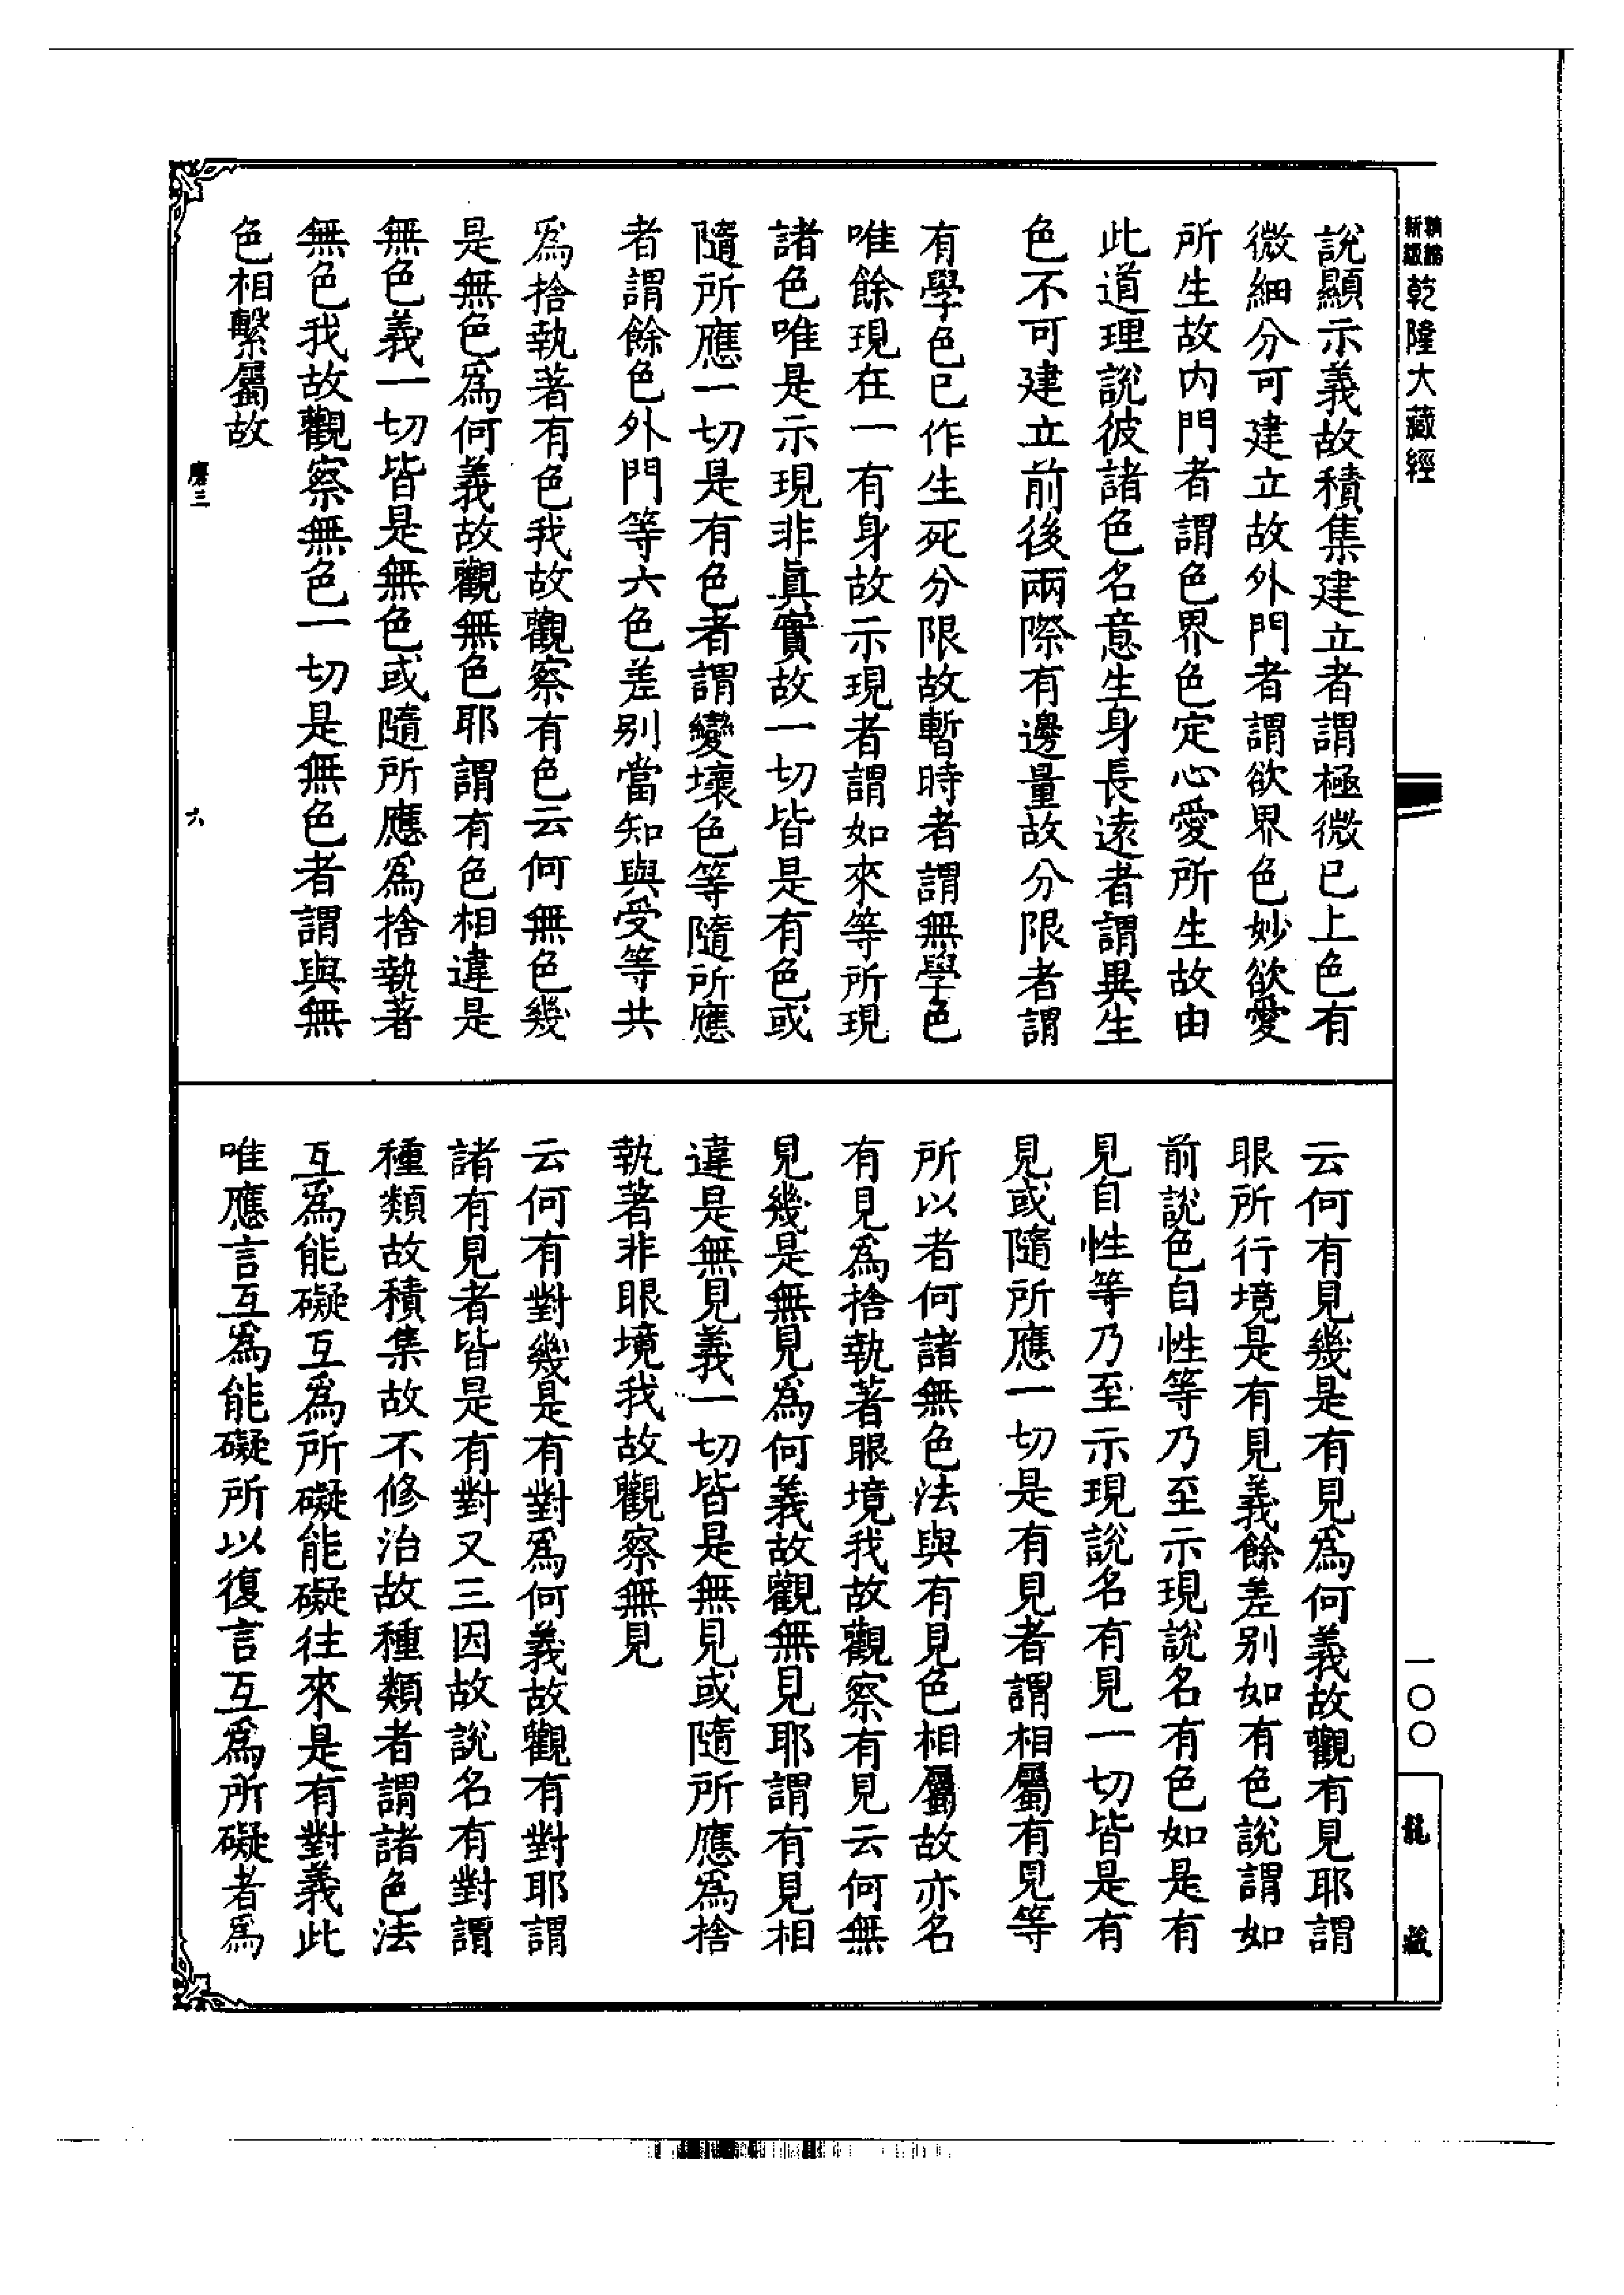 乾隆大藏經
說顯示義故積集建立者謂極微已上色有
微細分可建立故外門者謂欲界色妙欲愛
所生故內門者謂色界色定心愛所生故由
此道理說彼諸色名意生身長遠者謂異生
色不可建立前後兩際有邊量故分限者謂
有學色已作生死分限故暫時者謂無學色
唯餘現在一有身故示現者謂如來等所現
諸色唯是示現非眞實故一切皆是有色或
隨所應一切是有色者謂變壞色等隨所應
者謂餘色外門等六色差別當知與受等共
爲捨執著有色我故觀察有色云何無色幾
是無色爲何義故觀無色耶謂有色相違是
無色義一切皆是無色或隨所應爲捨執著
無色我故觀察無色一切是無色者謂與無
色相繫屬故
磨三
六
云何有見幾是有見爲何義故觀有見耶謂
眼所行境是有見義餘差別如有色說謂如
前說色自性等乃至示現說名有色如是有
見自性等乃至示現說名有見一切皆是有
見或隨所應一切是有見者謂相屬有見等
所以者何諸無色法與有見色相屬故亦名
有見爲捨執著眼境我故觀察有見云何無
見幾是無見爲何義故觀無見耶謂有見相
違是無見義一切皆是無見或隨所應爲捨
執著非眼境我故觀察無見
云何有對幾是有對爲何義故觀有對耶謂
諸有見者皆是有對又三因故說名有對謂
種類故積集故不修治故種類者謂諸色法
互爲能礙互爲所礙能礙往來是有對義此
唯應言互爲能礙所以復言互爲所礙者爲
一〇〇
龍藏